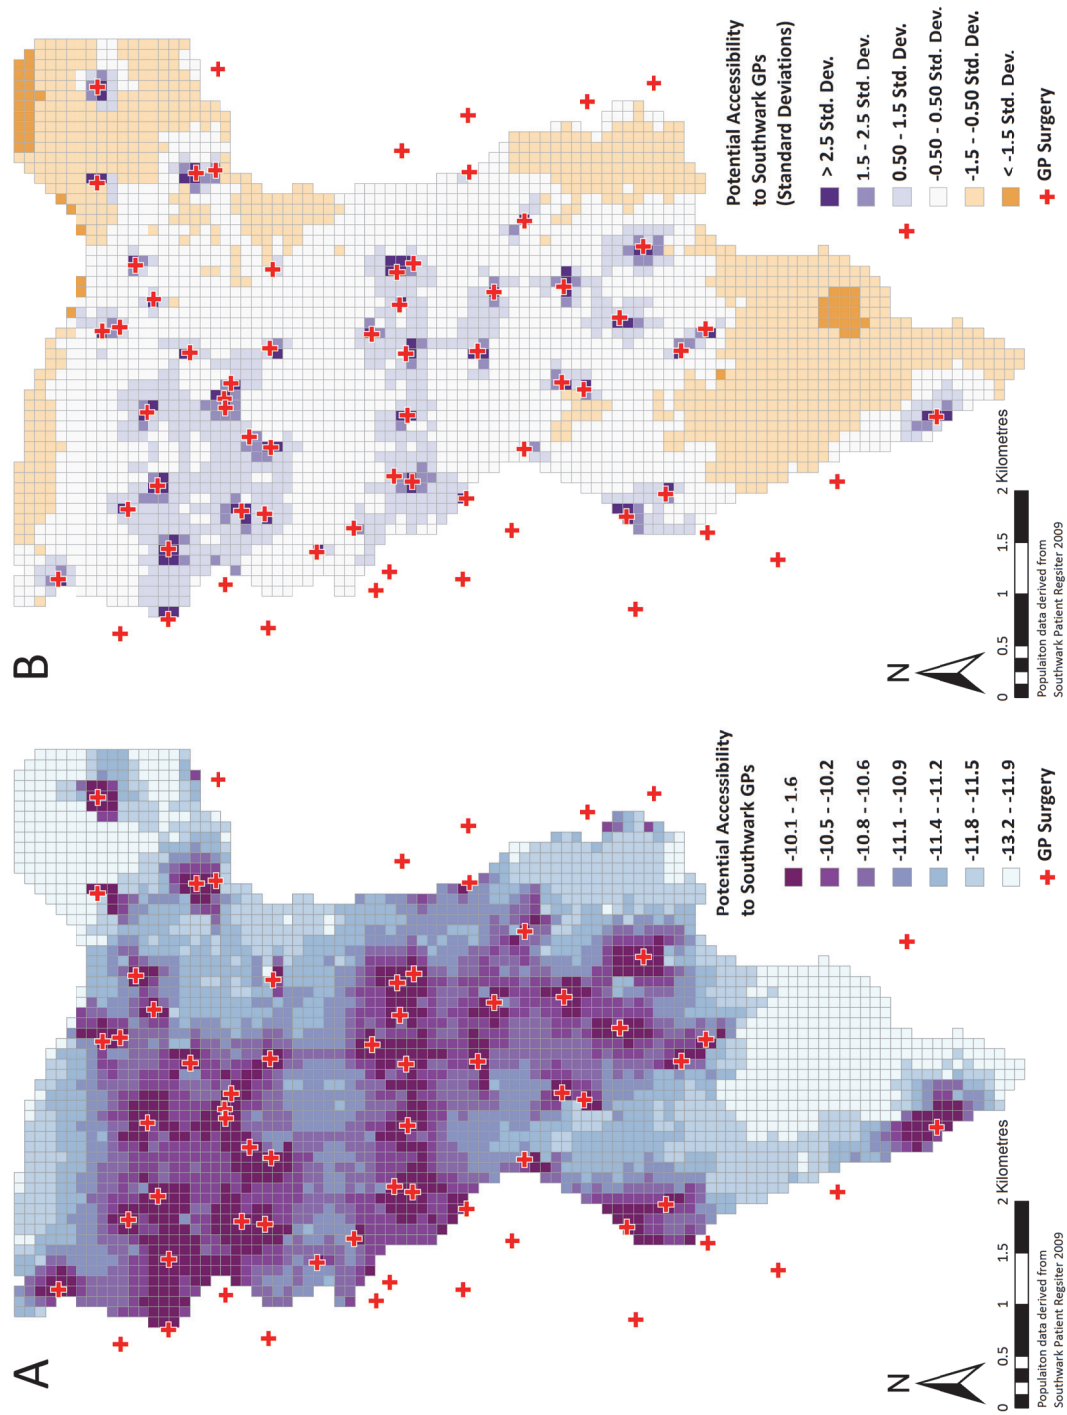 A
Potential Accessibility
to Southwark GPs
-10.1 - 1.6
-10.5 - -10.2
-10.8 - -10.6
-11.1 - -10.9
-11.4 - -11.2
-11.8 - -11.5
-13.2 - -11.9
GP Surgery
N
0 0.5 1 1.5 2 Kilometres
Populaiton data derived from
Southwark Patient Regsiter 2009
B
Potential Accessibility
to Southwark GPs
(Standard Deviations)
> 2.5 Std. Dev.
1.5 - 2.5 Std. Dev.
0.50 - 1.5 Std. Dev.
-0.50 - 0.50 Std. Dev.
-1.5 - -0.50 Std. Dev.
< -1.5 Std. Dev.
GP Surgery
N
0 0.5 1 1.5 2 Kilometres
Populaiton data derived from
Southwark Patient Regsiter 2009